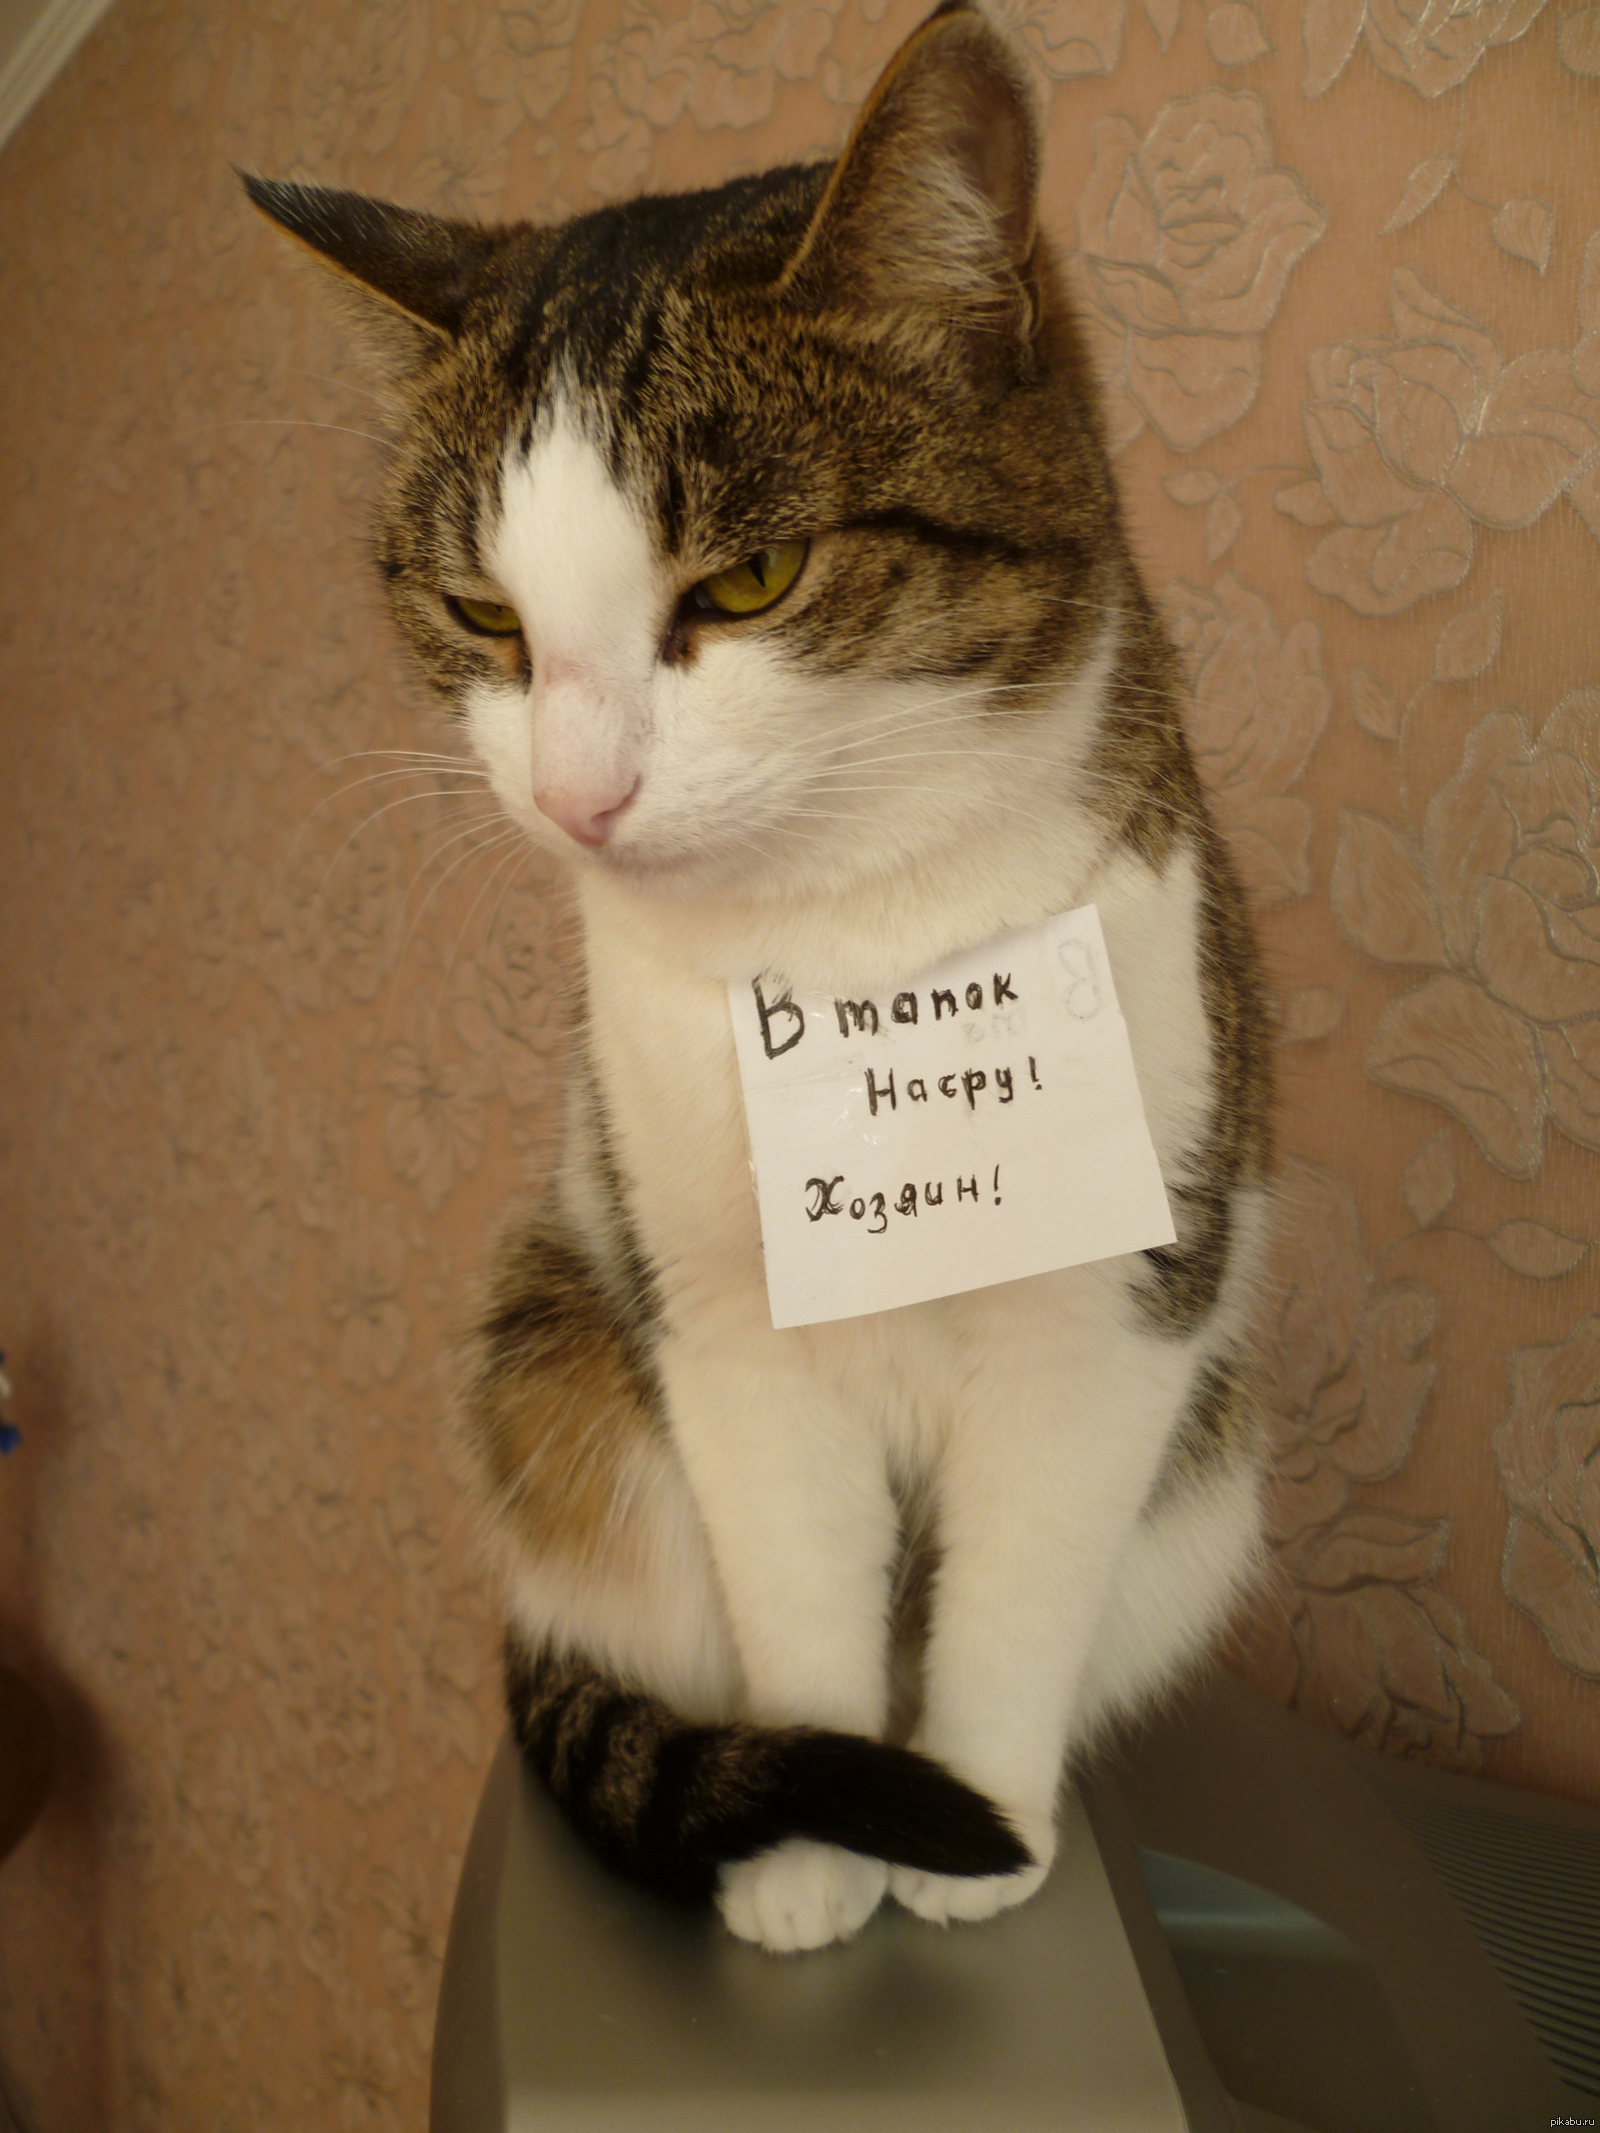 В тапок
Насру!
Хозяин!
pikabu.ru